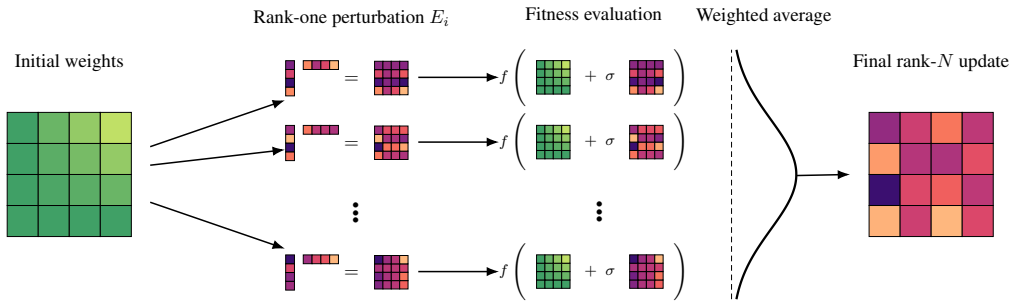 Rank-one perturbation E_i
Fitness evaluation
Weighted average
Initial weights
Final rank-N update
=
f ( + σ )
=
f ( + σ )
=
f ( + σ )